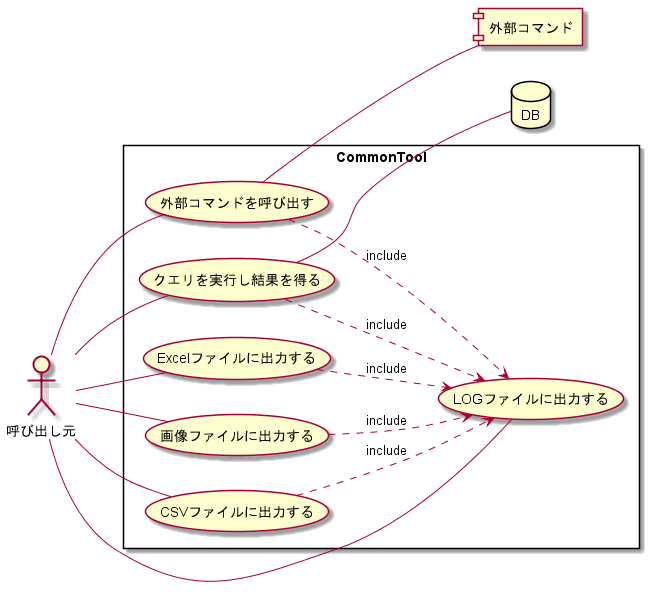 外部コマンド
DB
CommonTool
外部コマンドを呼び出す
include
クエリを実行し結果を得る
include
Excelファイルに出力する
include
LOGファイルに出力する
呼び出し元
画像ファイルに出力する
include
include
CSVファイルに出力する